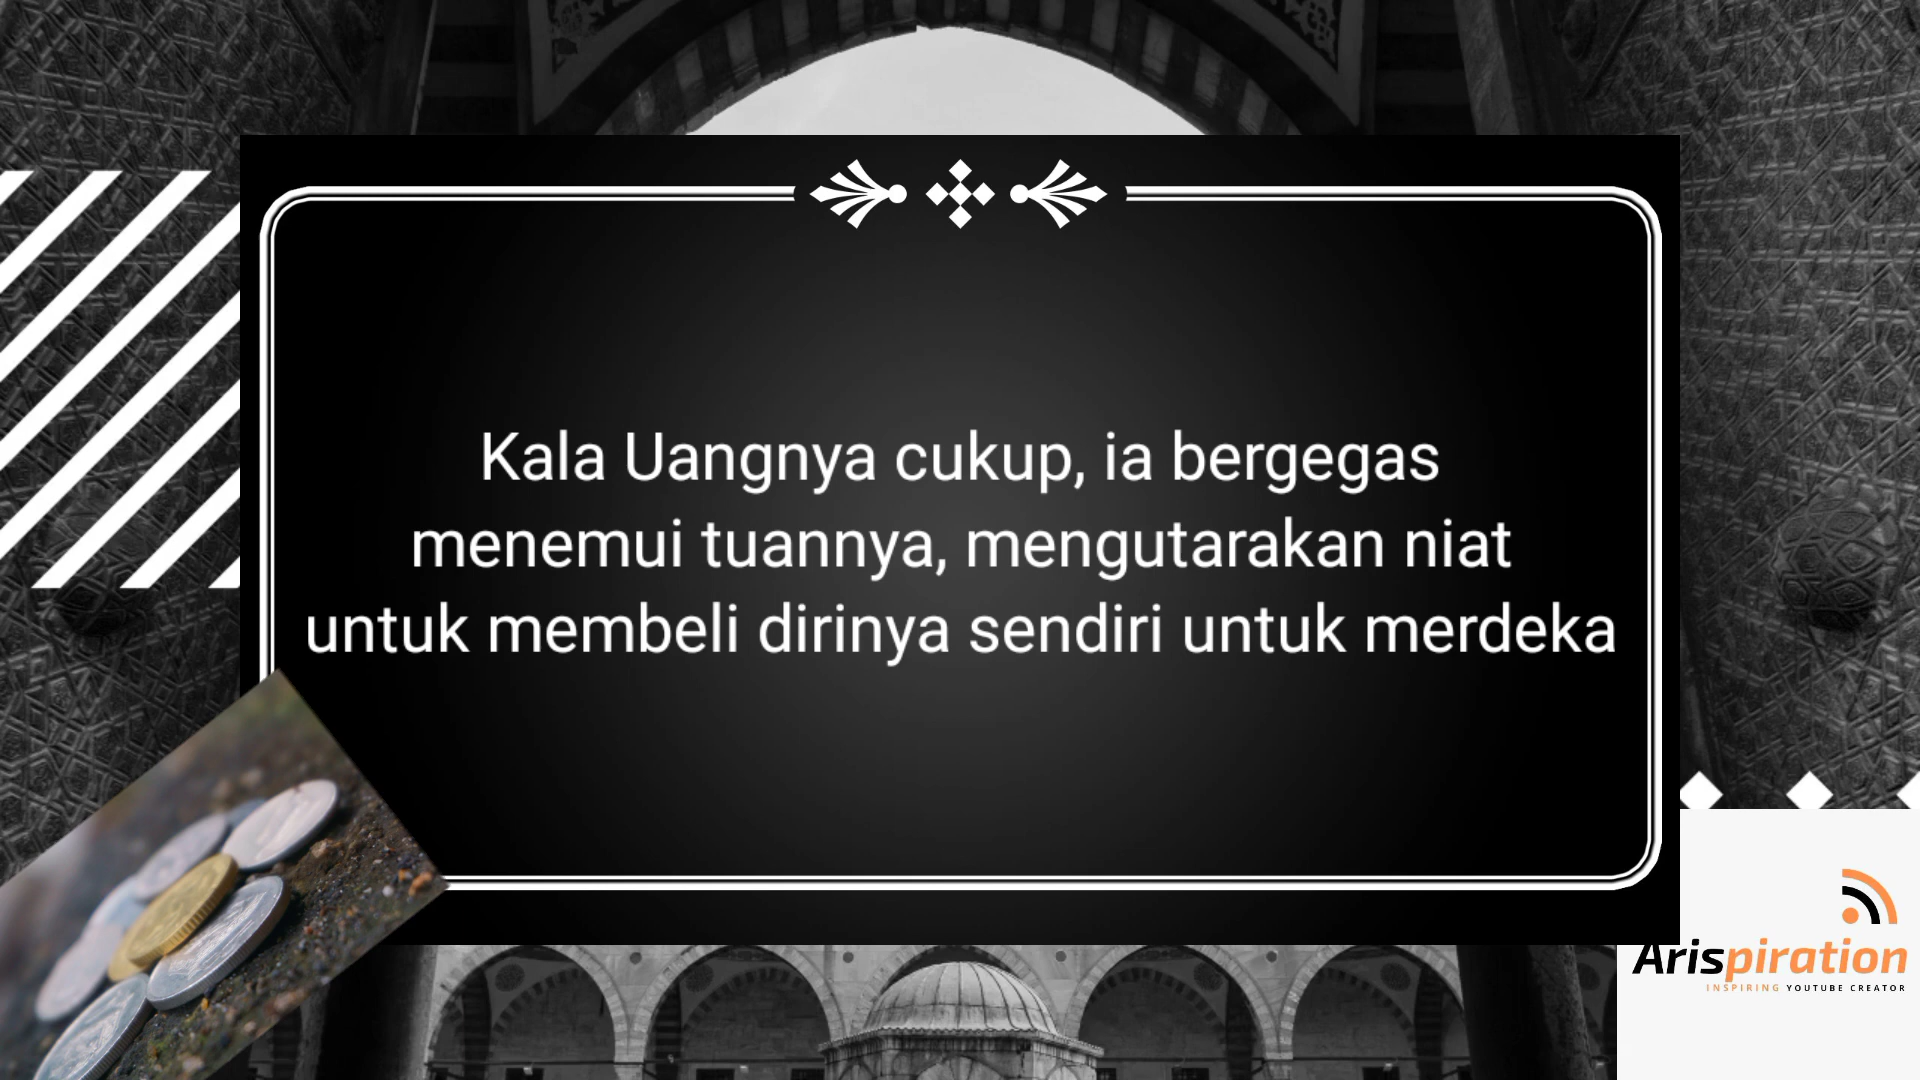 Kala Uangnya cukup, ia bergegas
menemui tuannya, mengutarakan niat
untuk membeli dirinya sendiri untuk merdeka
Arispiration
INSPIRING YOUTUBE CREATOR